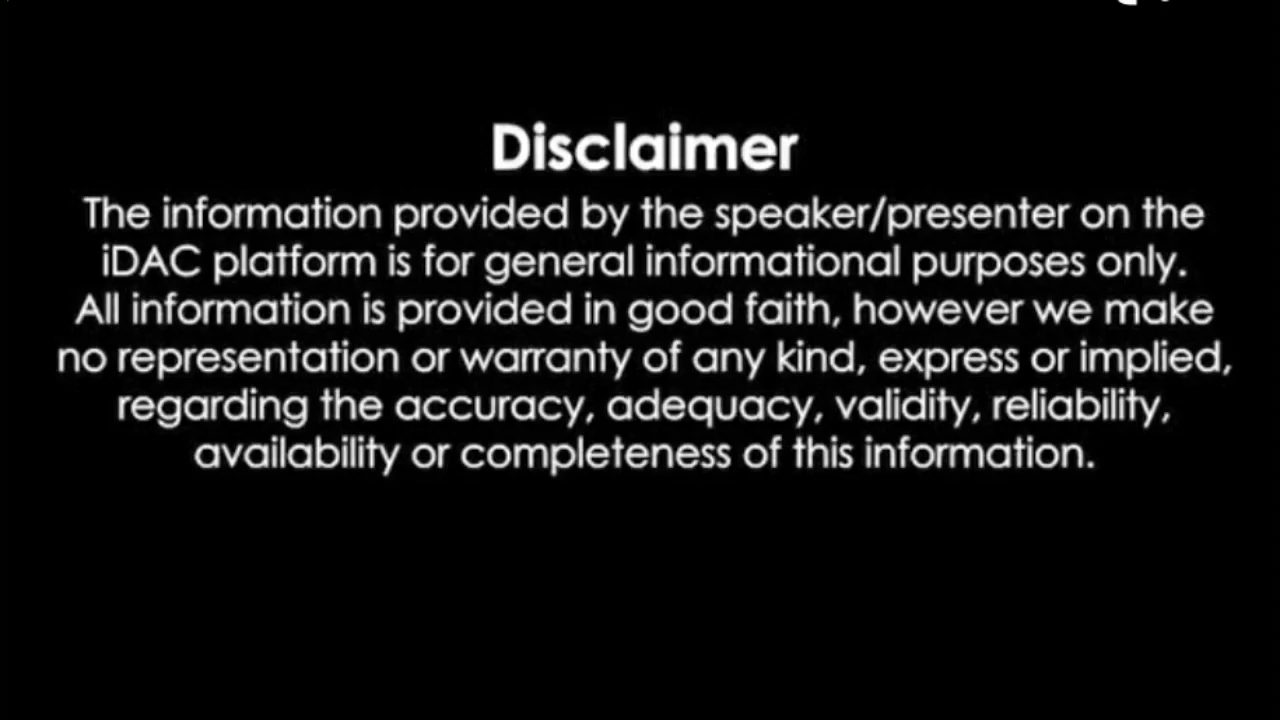 Disclaimer
The information provided by the speaker/presenter on the
iDAC platform is for general informational purposes only.
All information is provided in good faith, however we make
no representation or warranty of any kind, express or implied,
regarding the accuracy, adequacy, validity, reliability,
availability or completeness of this information.